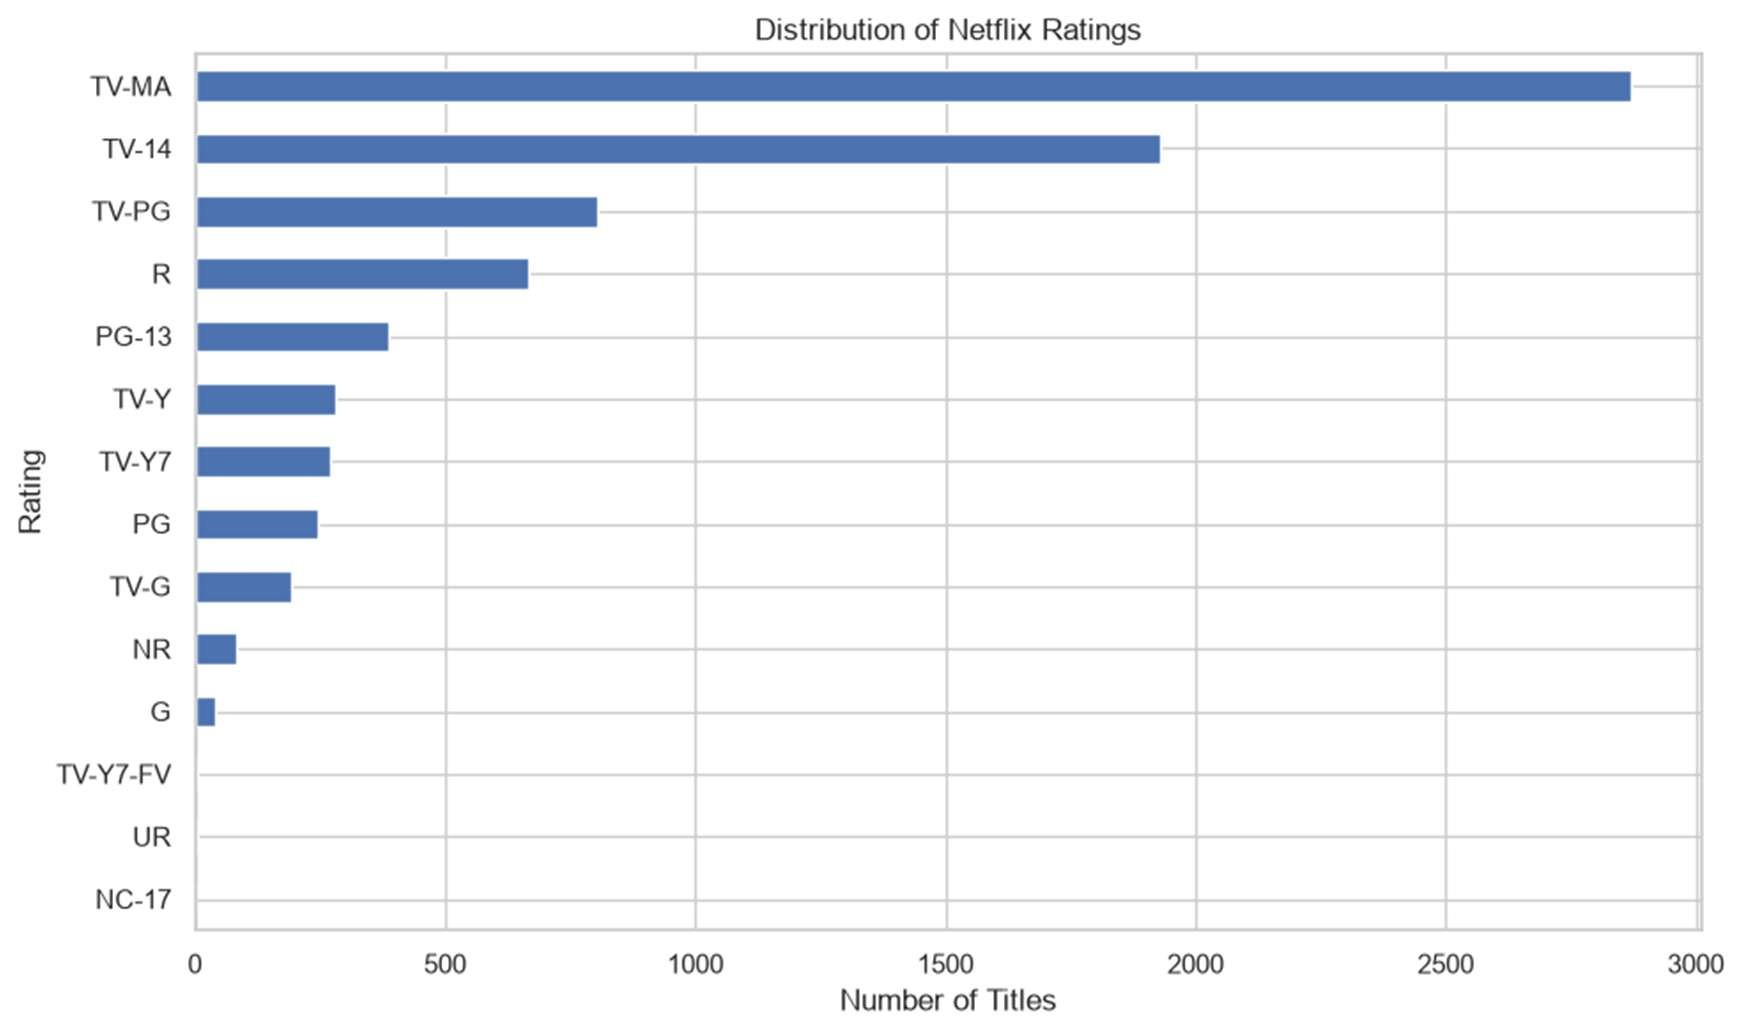 Distribution of Netflix Ratings
TV-MA
TV-14
TV-PG
R
PG-13
TV-Y
TV-Y7
PG
TV-G
NR
G
TV-Y7-FV
UR
NC-17
Rating
0 500 1000 1500 2000 2500 3000
Number of Titles